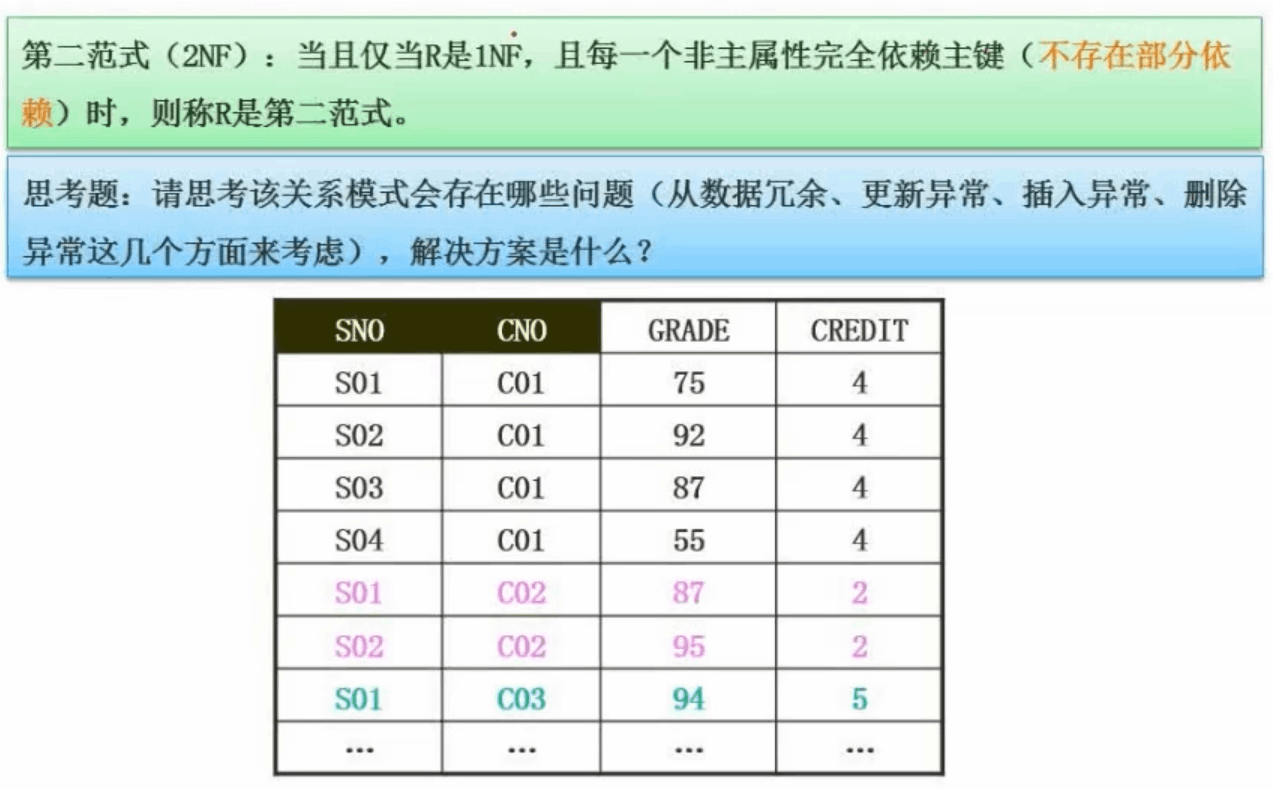 第二范式（2NF）：当且仅当R是1NF，且每一个非主属性完全依赖主键（不存在部分依
赖）时，则称R是第二范式。
思考题：请思考该关系模式会存在哪些问题（从数据冗余、更新异常、插入异常、删除
异常这几个方面来考虑），解决方案是什么？
SNO CNO GRADE CREDIT
S01 C01 75 4
S02 C01 92 4
S03 C01 87 4
S04 C01 55 4
S01 C02 87 2
S02 C02 95 2
S01 C03 94 5
… … … …